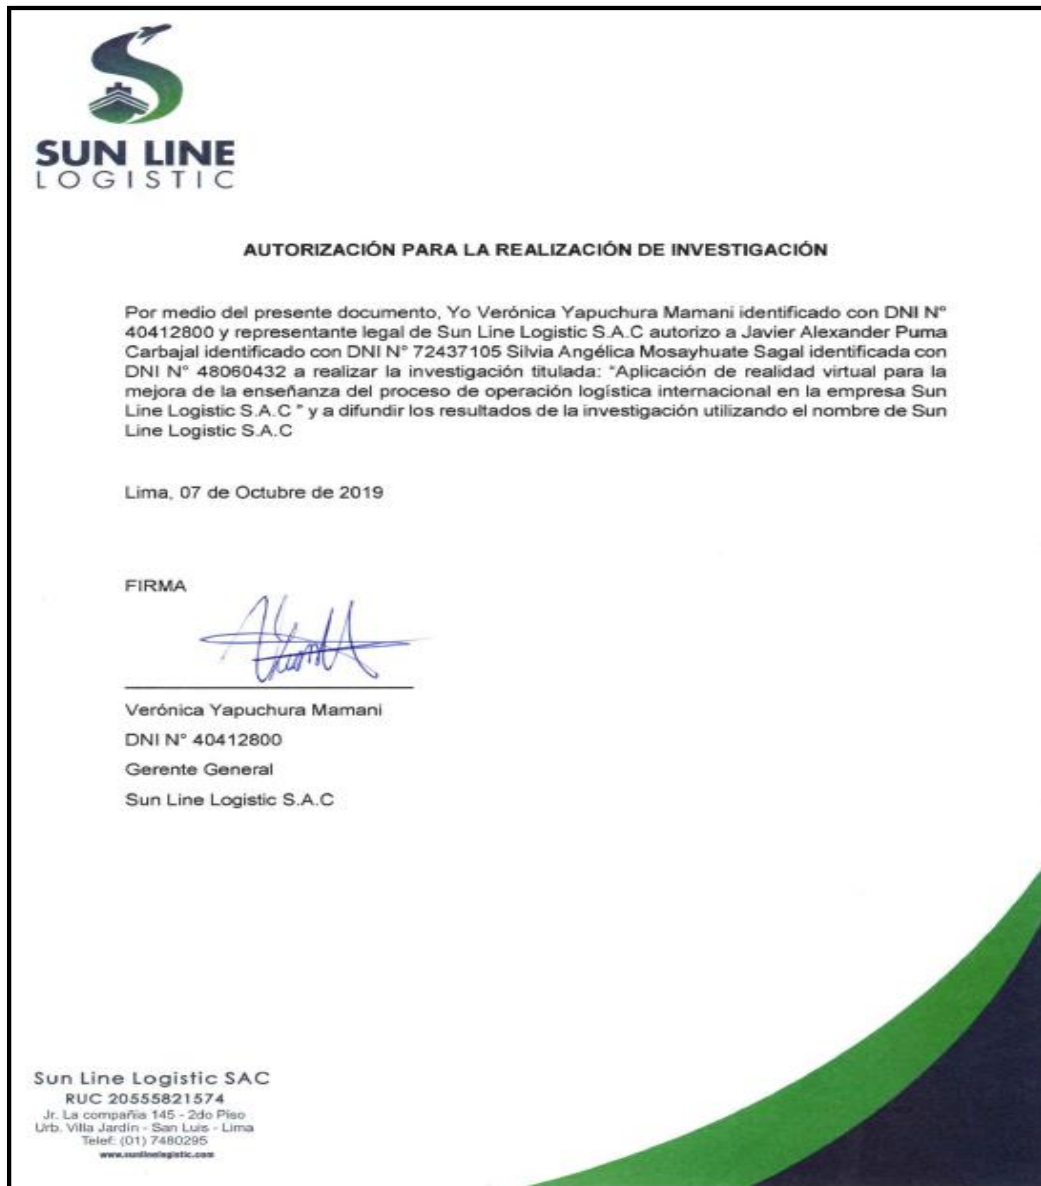 SUN LINE
LOGISTIC
AUTORIZACIÓN PARA LA REALIZACIÓN DE INVESTIGACIÓN
Por medio del presente documento, Yo Verónica Yapuchura Mamani identificado con DNI N°
40412800 y representante legal de Sun Line Logistic S.A.C autorizo a Javier Alexander Puma
Carbajal identificado con DNI N° 72437105 Silvia Angélica Mosayhuate Sagal identificada con
DNI N° 48060432 a realizar la investigación titulada: “Aplicación de realidad virtual para la
mejora de la enseñanza del proceso de operación logística internacional en la empresa Sun
Line Logistic S.A.C ” y a difundir los resultados de la investigación utilizando el nombre de Sun
Line Logistic S.A.C
Lima, 07 de Octubre de 2019
FIRMA
Verónica Yapuchura Mamani
DNI N° 40412800
Gerente General
Sun Line Logistic S.A.C
Sun Line Logistic SAC
RUC 20555821574
Jr. La compañia 145 - 2do Piso
Urb. Villa Jardín - San Luis - Lima
Telef: (01) 7480295
www.sunlinelogistic.com